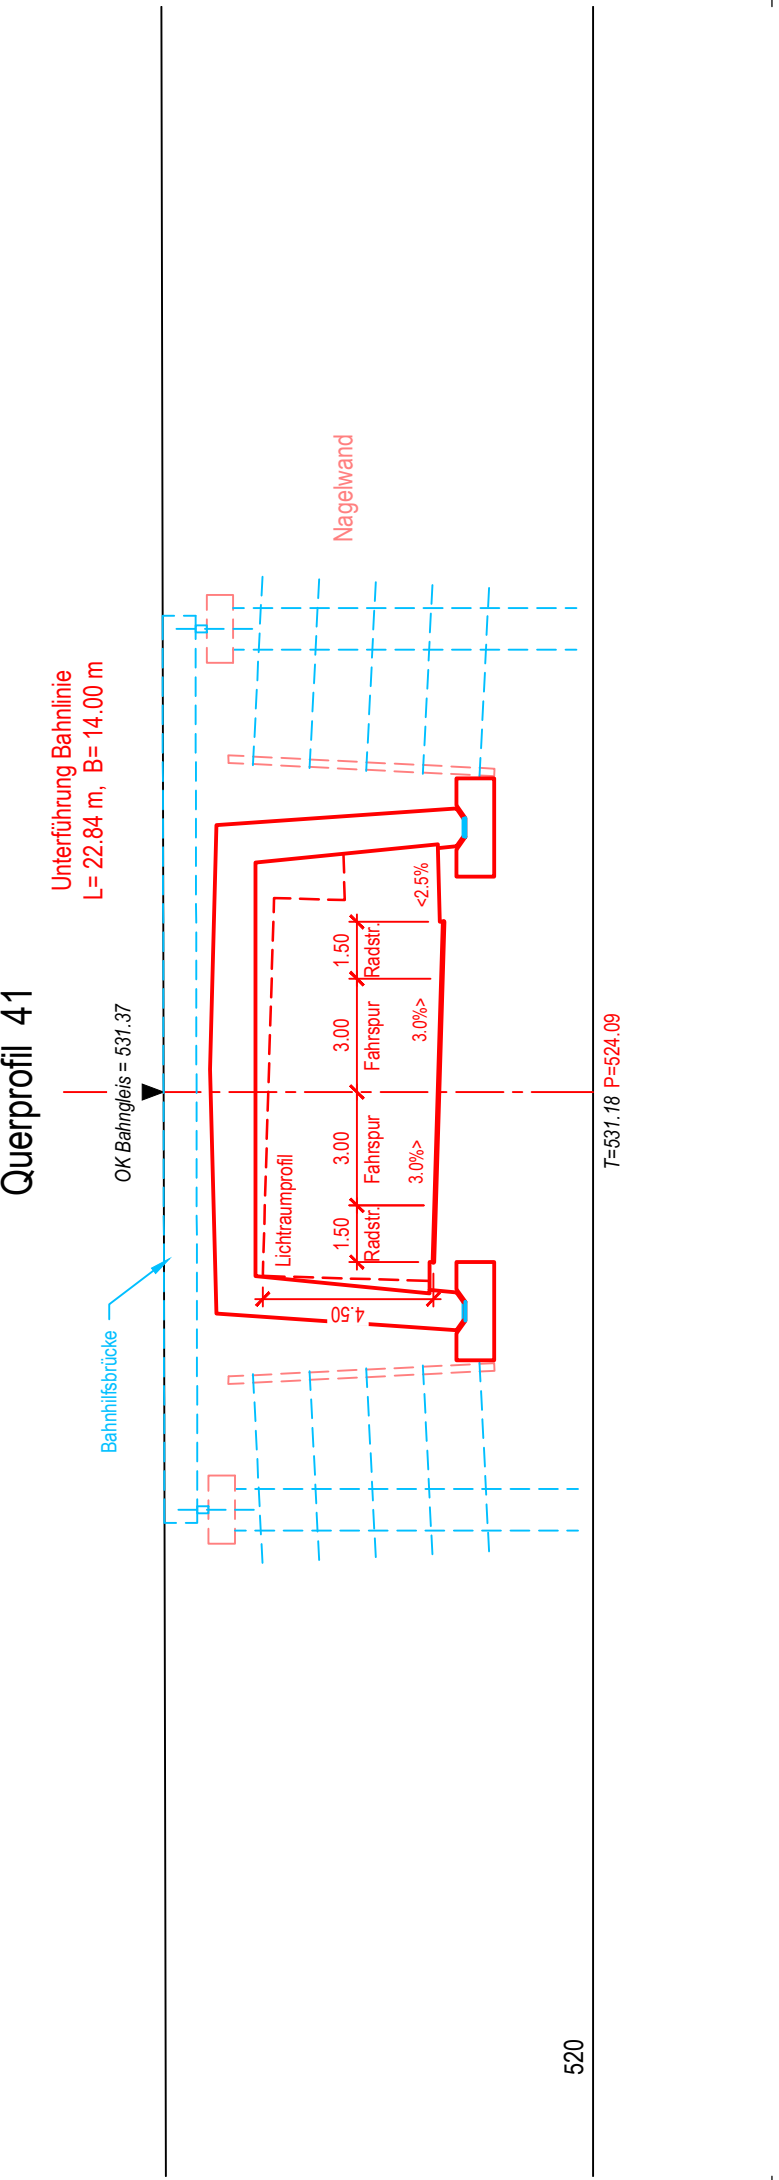 Querprofil 41
Unterführung Bahnlinie
L= 22.84 m, B= 14.00 m
OK Bahngleis = 531.37
Bahnhilfsbrücke
Nagelwand
Lichtraumprofil
4.50
1.50 3.00 3.00 1.50
Radstr. Fahrspur Fahrspur Radstr.
3.0%> 3.0%> <2.5%
520
T=531.18 P=524.09